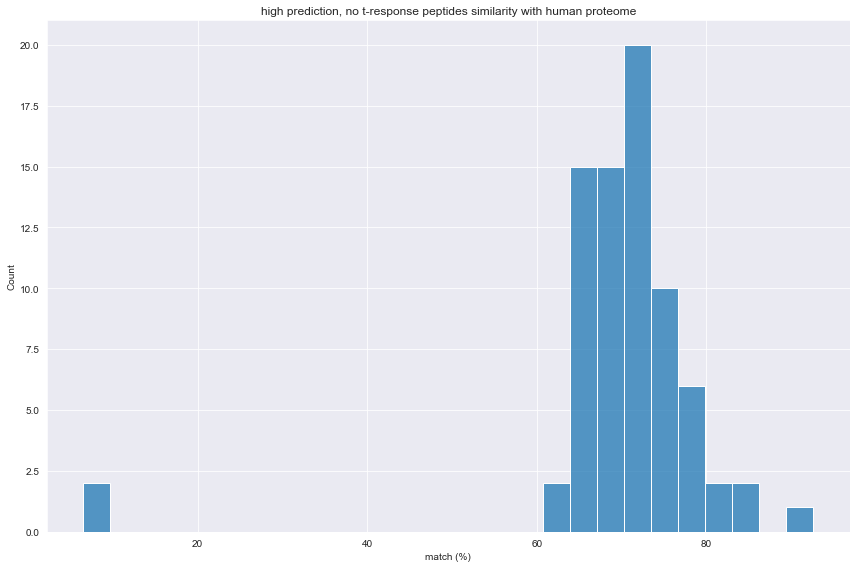 high prediction, no t-response peptides similarity with human proteome
20.0
17.5
15.0
12.5
10.0
7.5
5.0
2.5
0.0
Count
20 40 60 80
match (%)